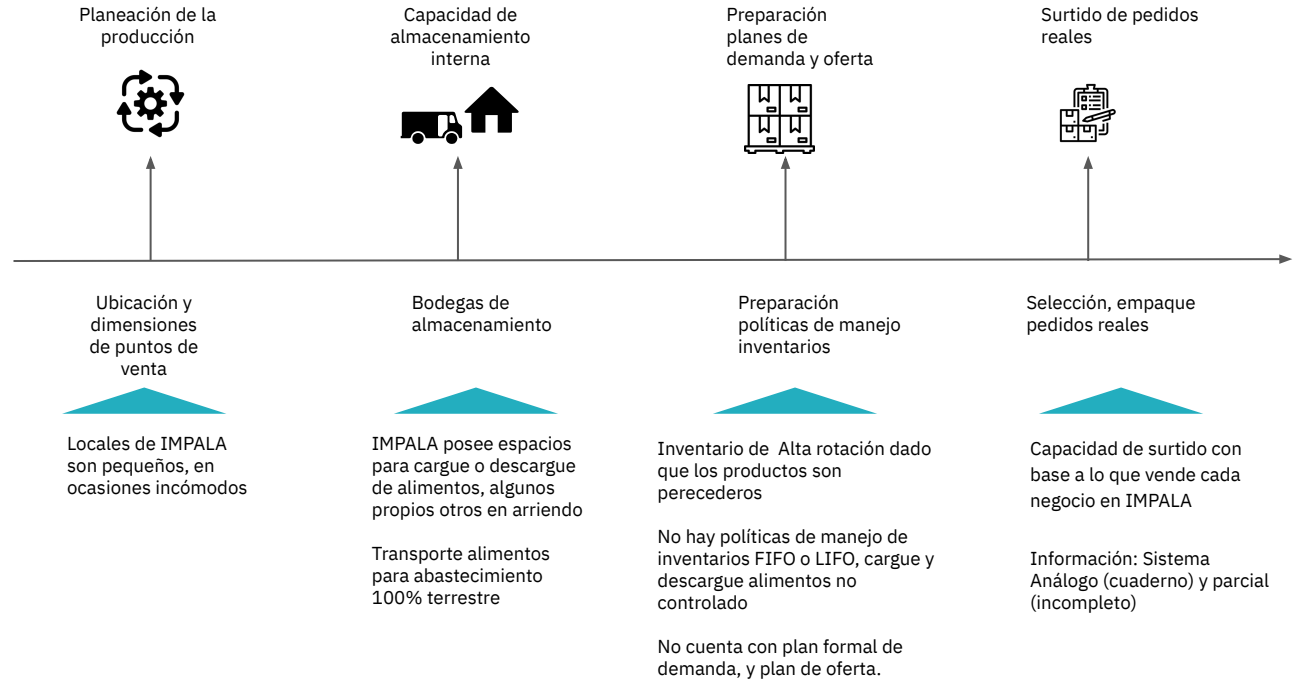 Planeación de la
producción
Capacidad de
almacenamiento
interna
Preparación
planes de
demanda y oferta
Surtido de pedidos
reales
Ubicación y
dimensiones
de puntos de
venta
Bodegas de
almacenamiento
Preparación
políticas de manejo
inventarios
Selección, empaque
pedidos reales
Locales de IMPALA
son pequeños, en
ocasiones incómodos
IMPALA posee espacios
para cargue o descargue
de alimentos, algunos
propios otros en arriendo
Transporte alimentos
para abastecimiento
100% terrestre
Inventario de Alta rotación dado
que los productos son
perecederos
No hay políticas de manejo de
inventarios FIFO o LIFO, cargue y
descargue alimentos no
controlado
No cuenta con plan formal de
demanda, y plan de oferta.
Capacidad de surtido con
base a lo que vende cada
negocio en IMPALA
Información: Sistema
Análogo (cuaderno) y parcial
(incompleto)